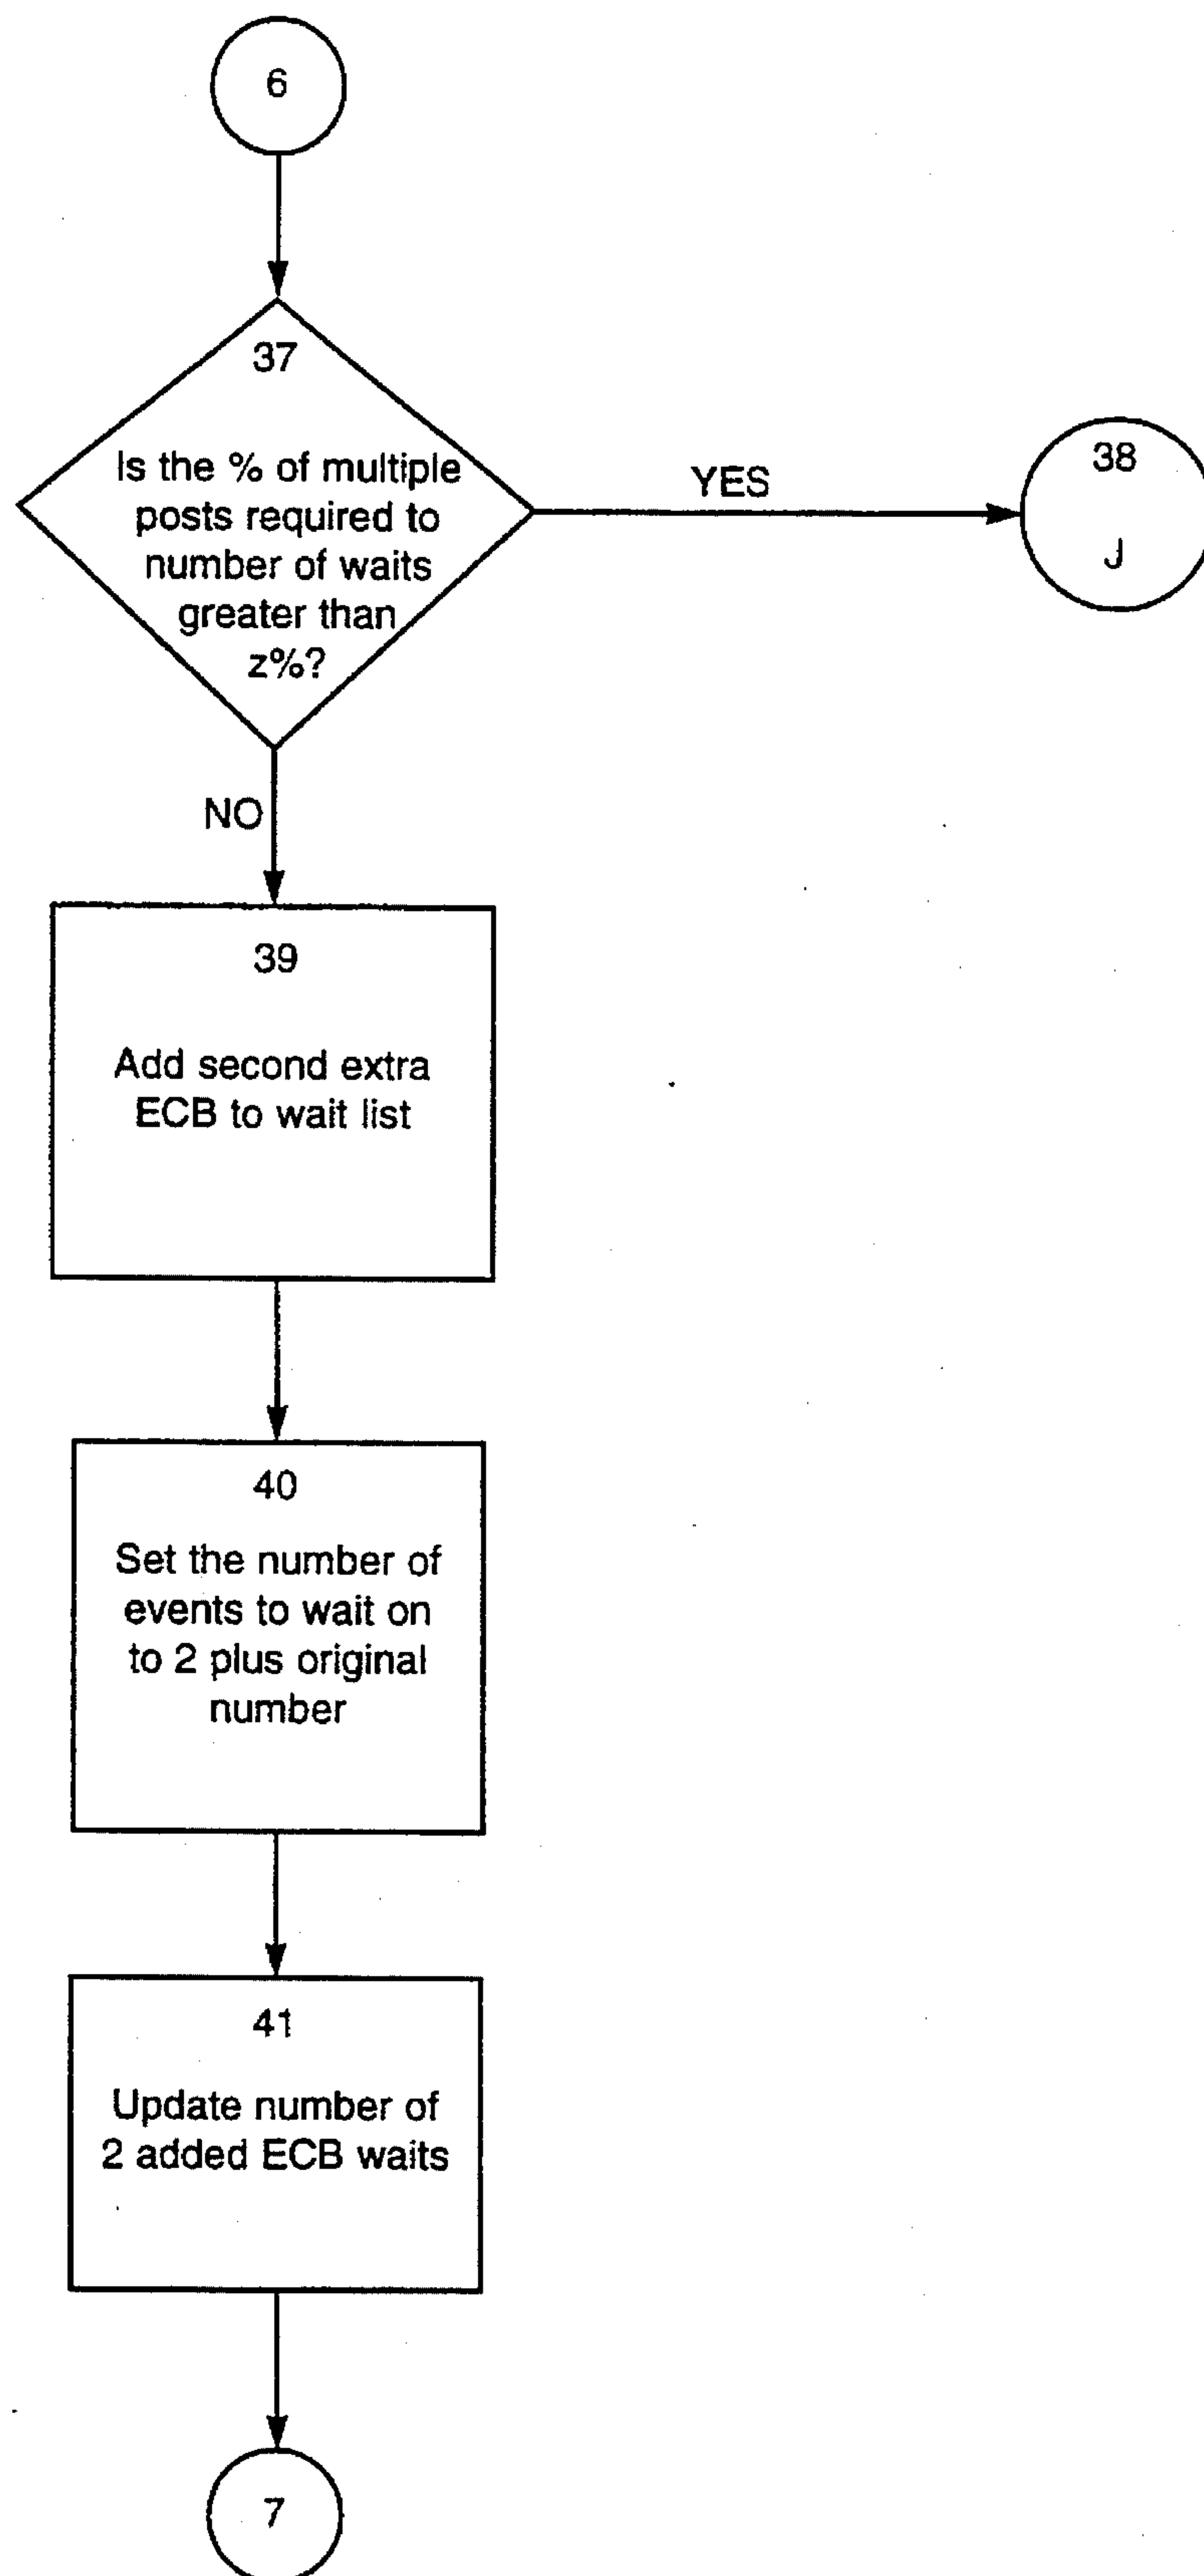 6
37
Is the % of multiple
posts required to
number of waits
greater than
z%?
YES
38
J
NO
39
Add second extra
ECB to wait list
40
Set the number of
events to wait on
to 2 plus original
number
41
Update number of
2 added ECB waits
7